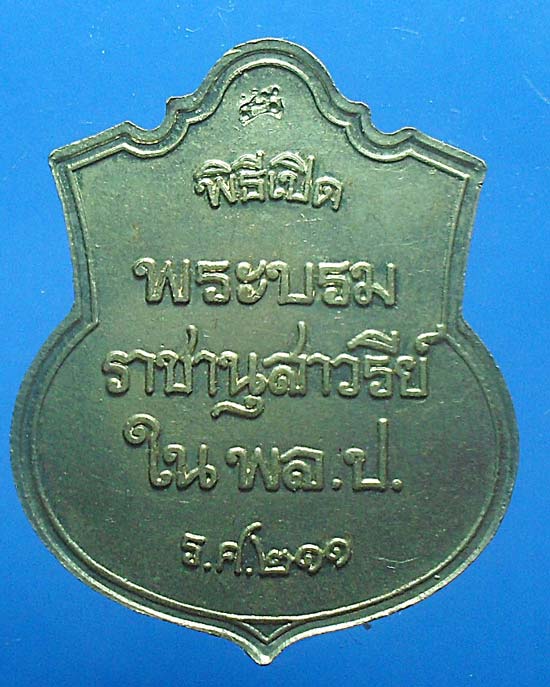 พิธีเปิด
พระบรม
ราชานุสาวรีย์
ใน พล.ป.
ร.ศ.๒๑๑